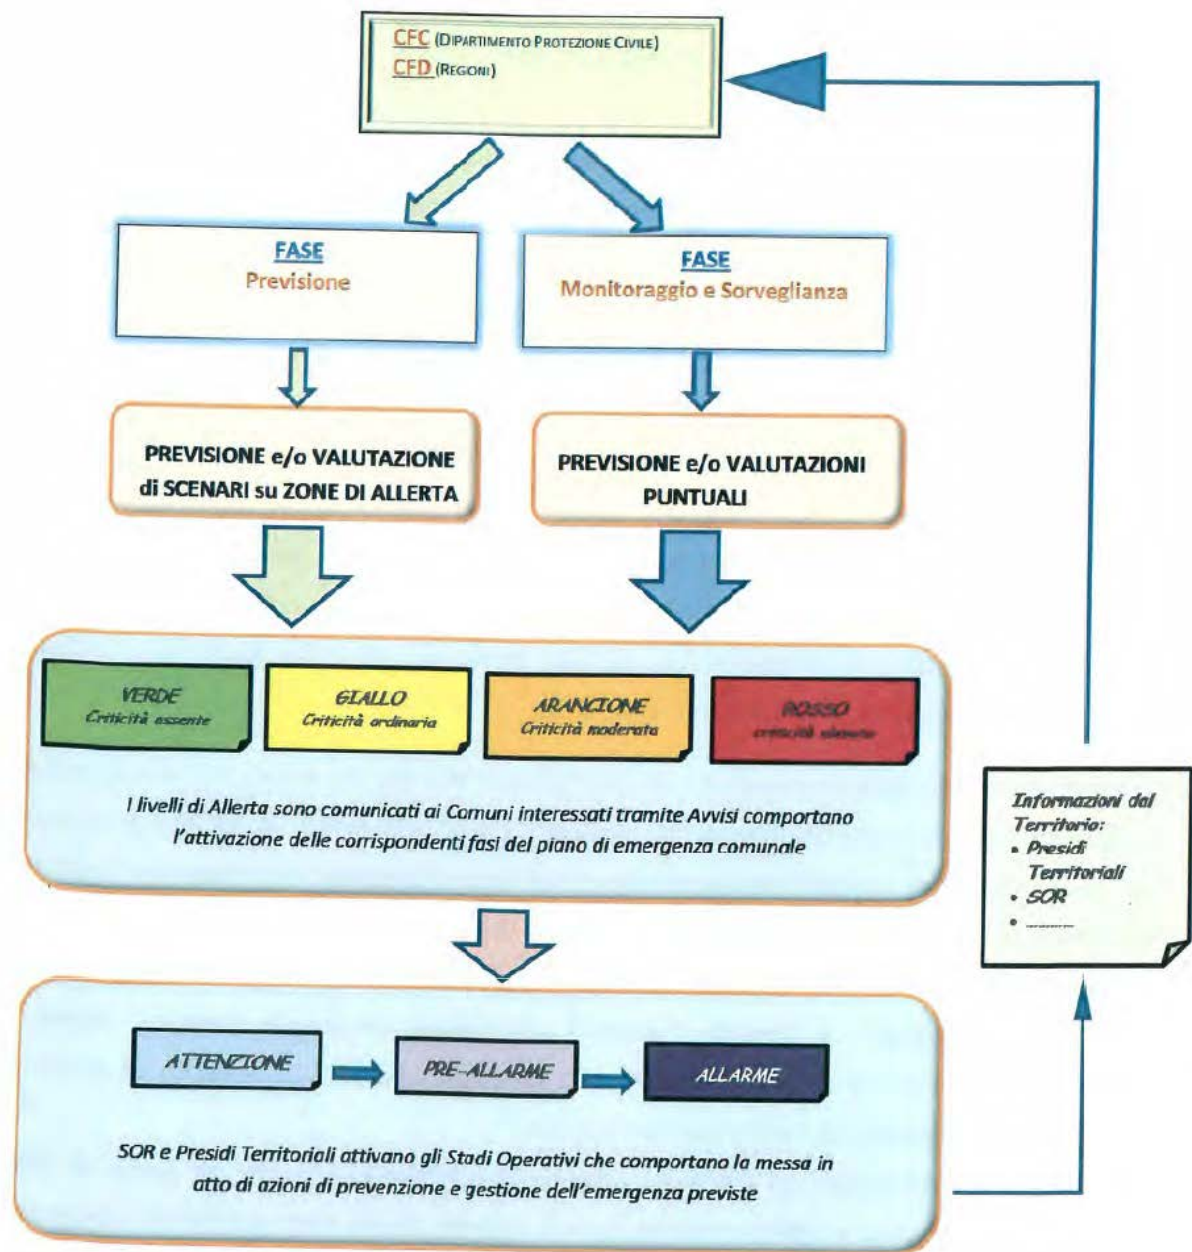 CFC (DIPARTIMENTO PROTEZIONE CIVILE)
CFD (REGONI)
FASE
Previsione
FASE
Monitoraggio e Sorveglianza
PREVISIONE e/o VALUTAZIONE
di SCENARI su ZONE DI ALLERTA
PREVISIONE e/o VALUTAZIONI
PUNTUALI
VERDE
Criticità assente
GIALLO
Criticità ordinaria
ARANCIONE
Criticità moderata
ROSSO
criticità elevata
I livelli di Allerta sono comunicati ai Comuni interessati tramite Avvisi comportano
l'attivazione delle corrispondenti fasi del piano di emergenza comunale
Informazioni dal
Territorio:
• Presidi
Territoriali
• SOR
• ..........
ATTENZIONE
PRE-ALLARME
ALLARME
SOR e Presidi Territoriali attivano gli Stadi Operativi che comportano la messa in
atto di azioni di prevenzione e gestione dell'emergenza previste